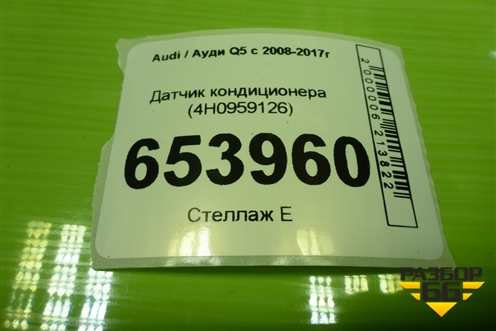 Audi / Ауди Q5 с 2008-2017г
Датчик кондиционера
(4H0959126)
653960
Стеллаж Е
2000006213822
РАЗБОР
66